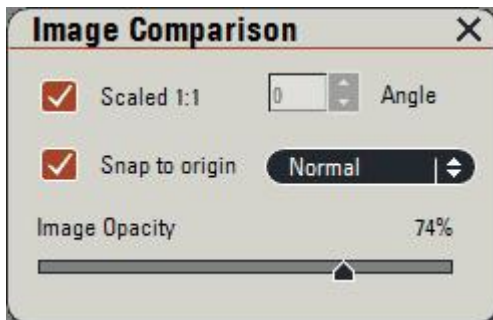 Image Comparison
Scaled 1:1 0 Angle
Snap to origin Normal
Image Opacity 74%